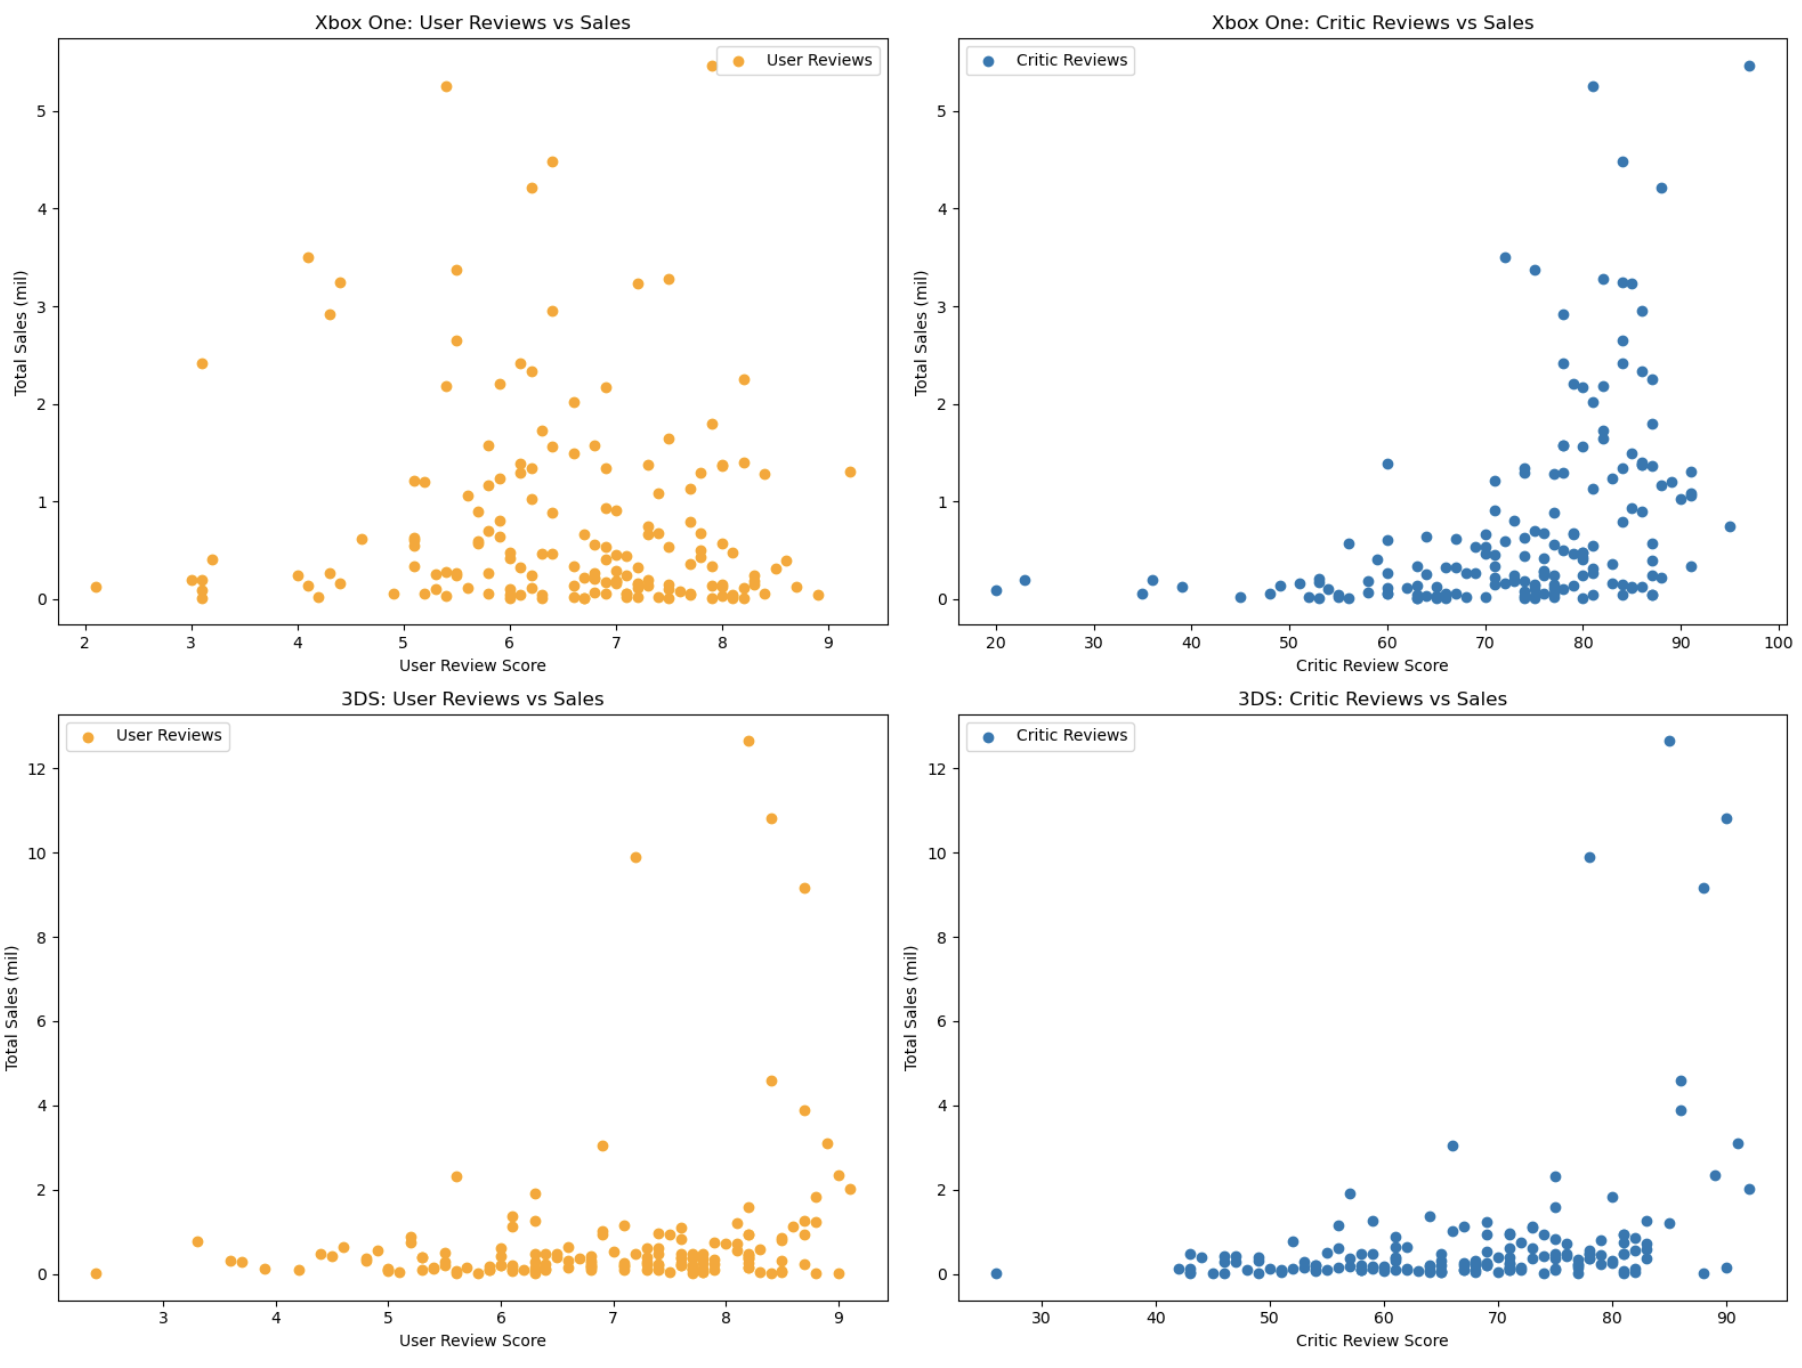 Xbox One: User Reviews vs Sales
User Reviews
5
4
3
2
1
0
Total Sales (mil)
2 3 4 5 6 7 8 9
User Review Score
Xbox One: Critic Reviews vs Sales
Critic Reviews
5
4
3
2
1
0
Total Sales (mil)
20 30 40 50 60 70 80 90 100
Critic Review Score
3DS: User Reviews vs Sales
User Reviews
12
10
8
6
4
2
0
Total Sales (mil)
3 4 5 6 7 8 9
User Review Score
3DS: Critic Reviews vs Sales
Critic Reviews
12
10
8
6
4
2
0
Total Sales (mil)
30 40 50 60 70 80 90
Critic Review Score